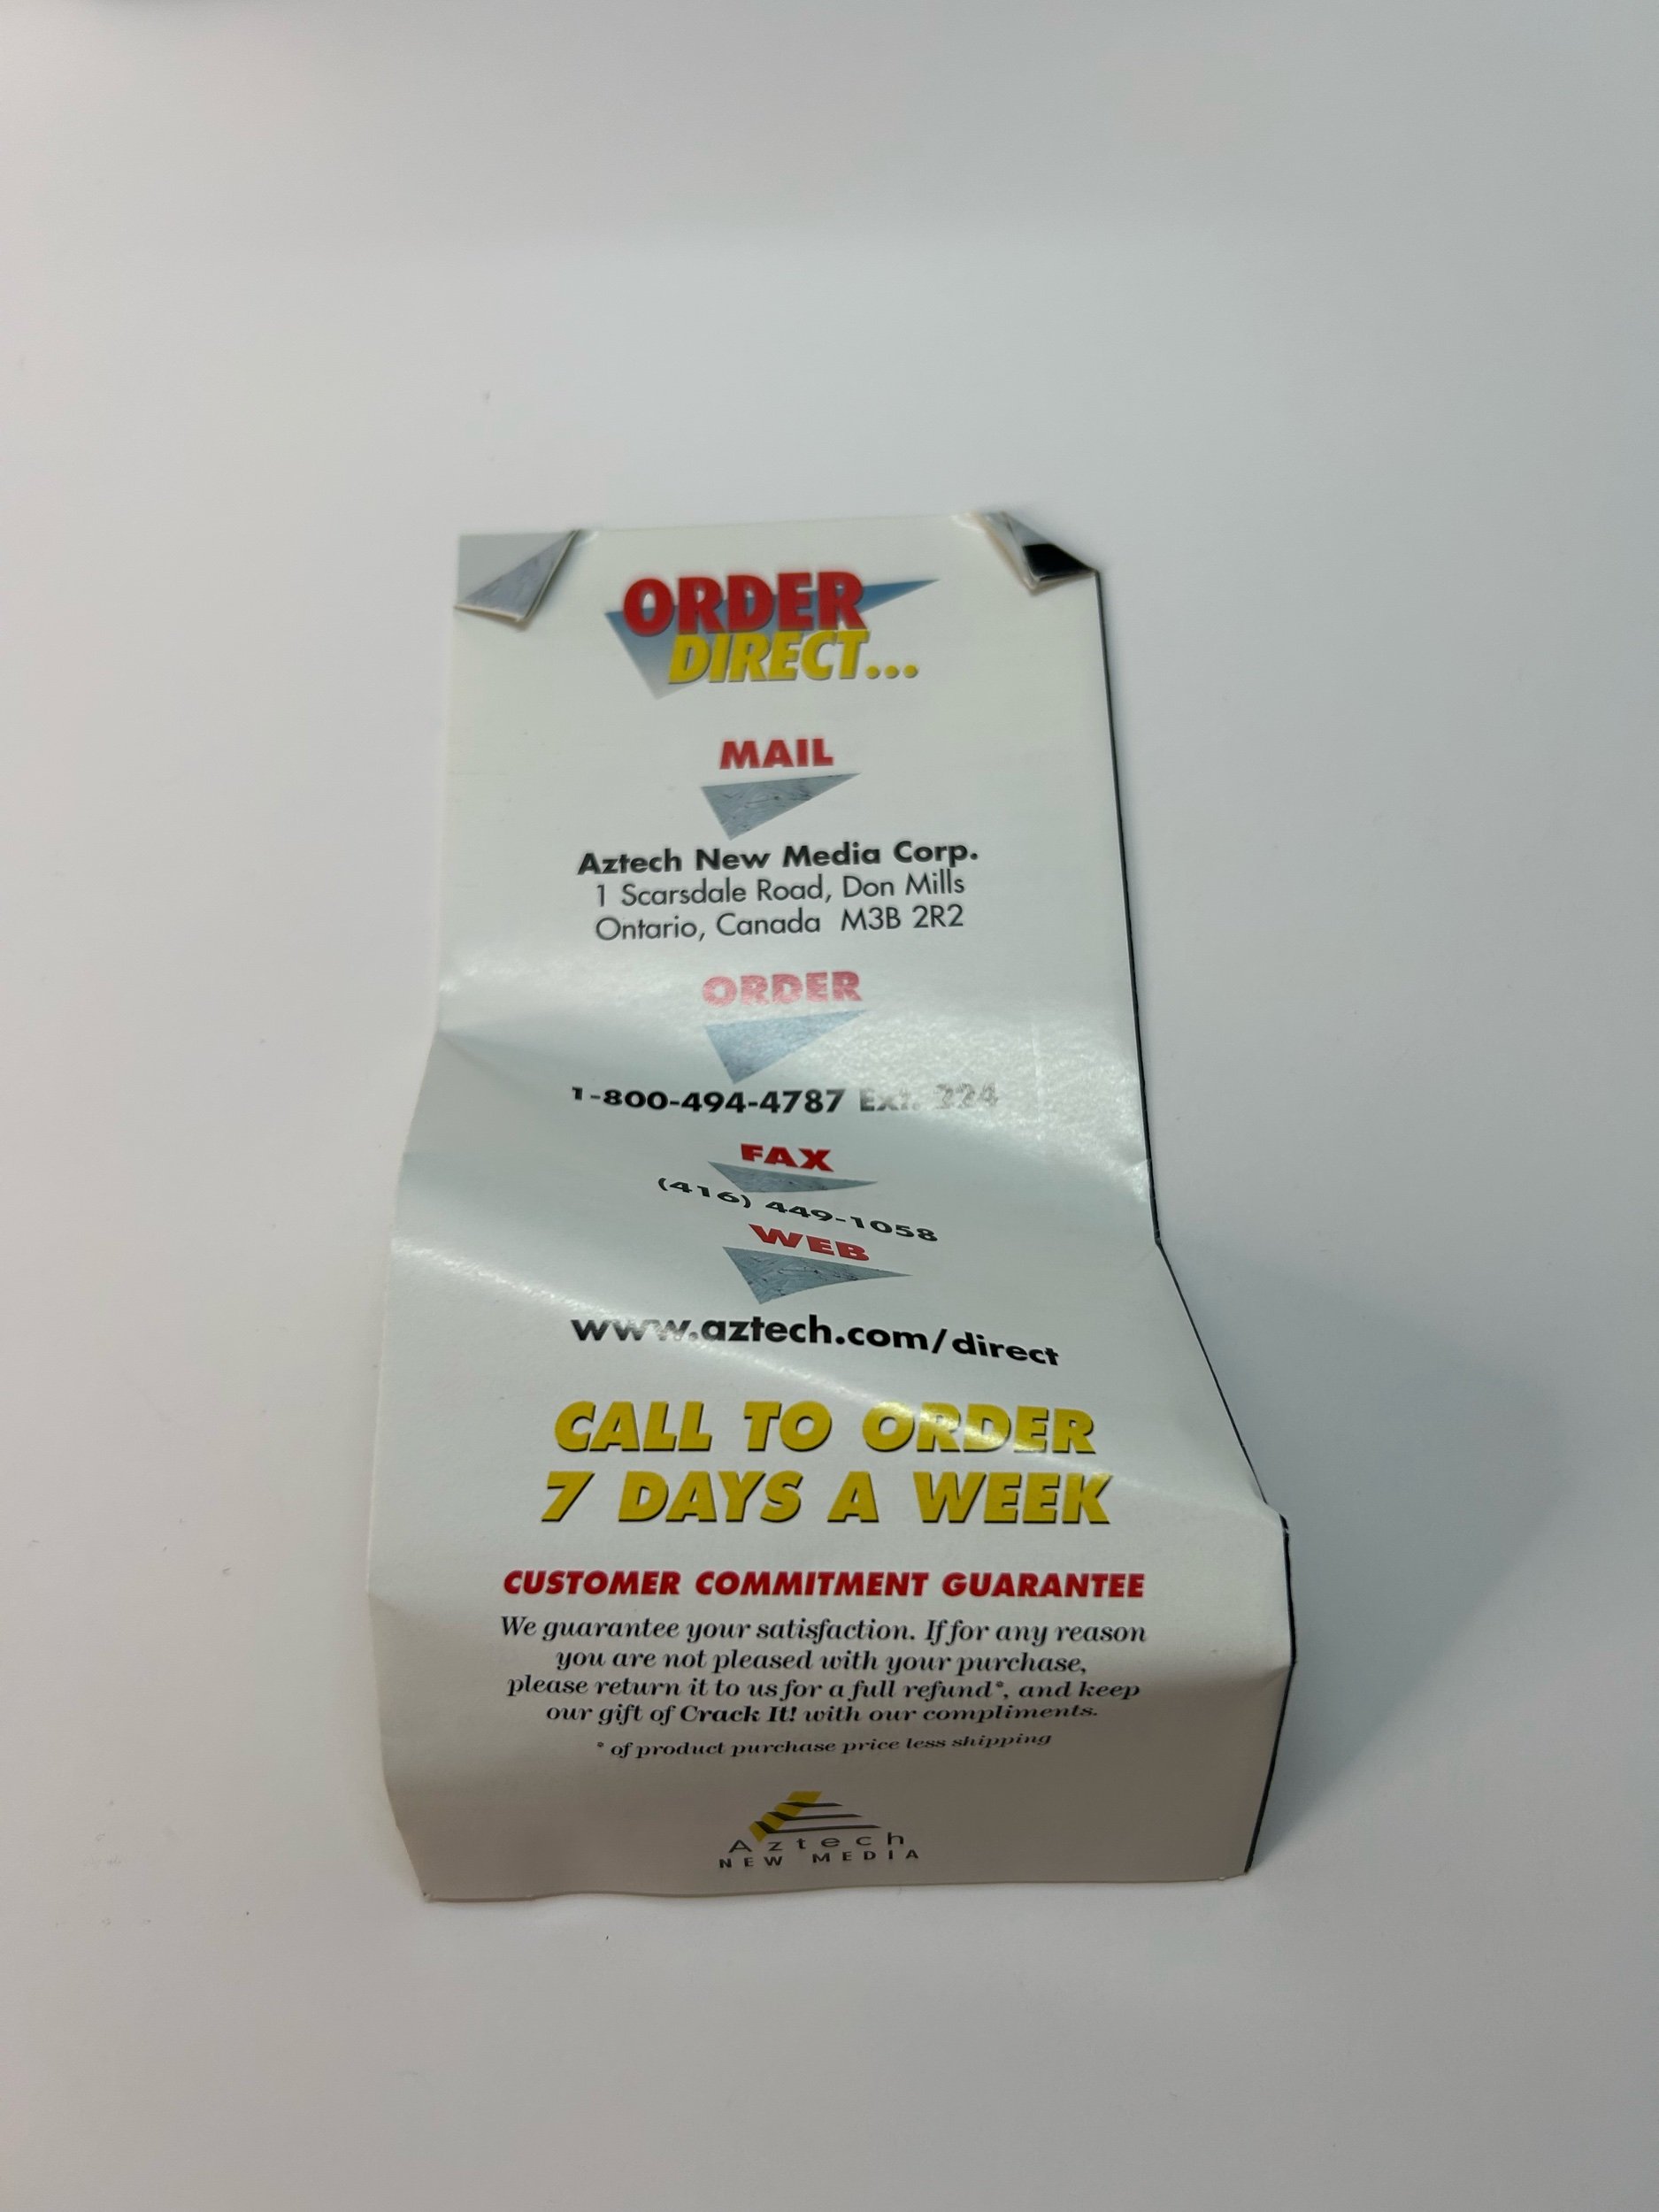 ORDER
DIRECT...
MAIL
Aztech New Media Corp.
1 Scarsdale Road, Don Mills
Ontario, Canada M3B 2R2
ORDER
1-800-494-4787 Ext. 224
FAX
(416) 449-1058
WEB
www.aztech.com/direct
CALL TO ORDER
7 DAYS A WEEK
CUSTOMER COMMITMENT GUARANTEE
We guarantee your satisfaction. If for any reason
you are not pleased with your purchase,
please return it to us for a full refund*, and keep
our gift of Crack It! with our compliments.
* of product purchase price less shipping
Aztech
NEW MEDIA